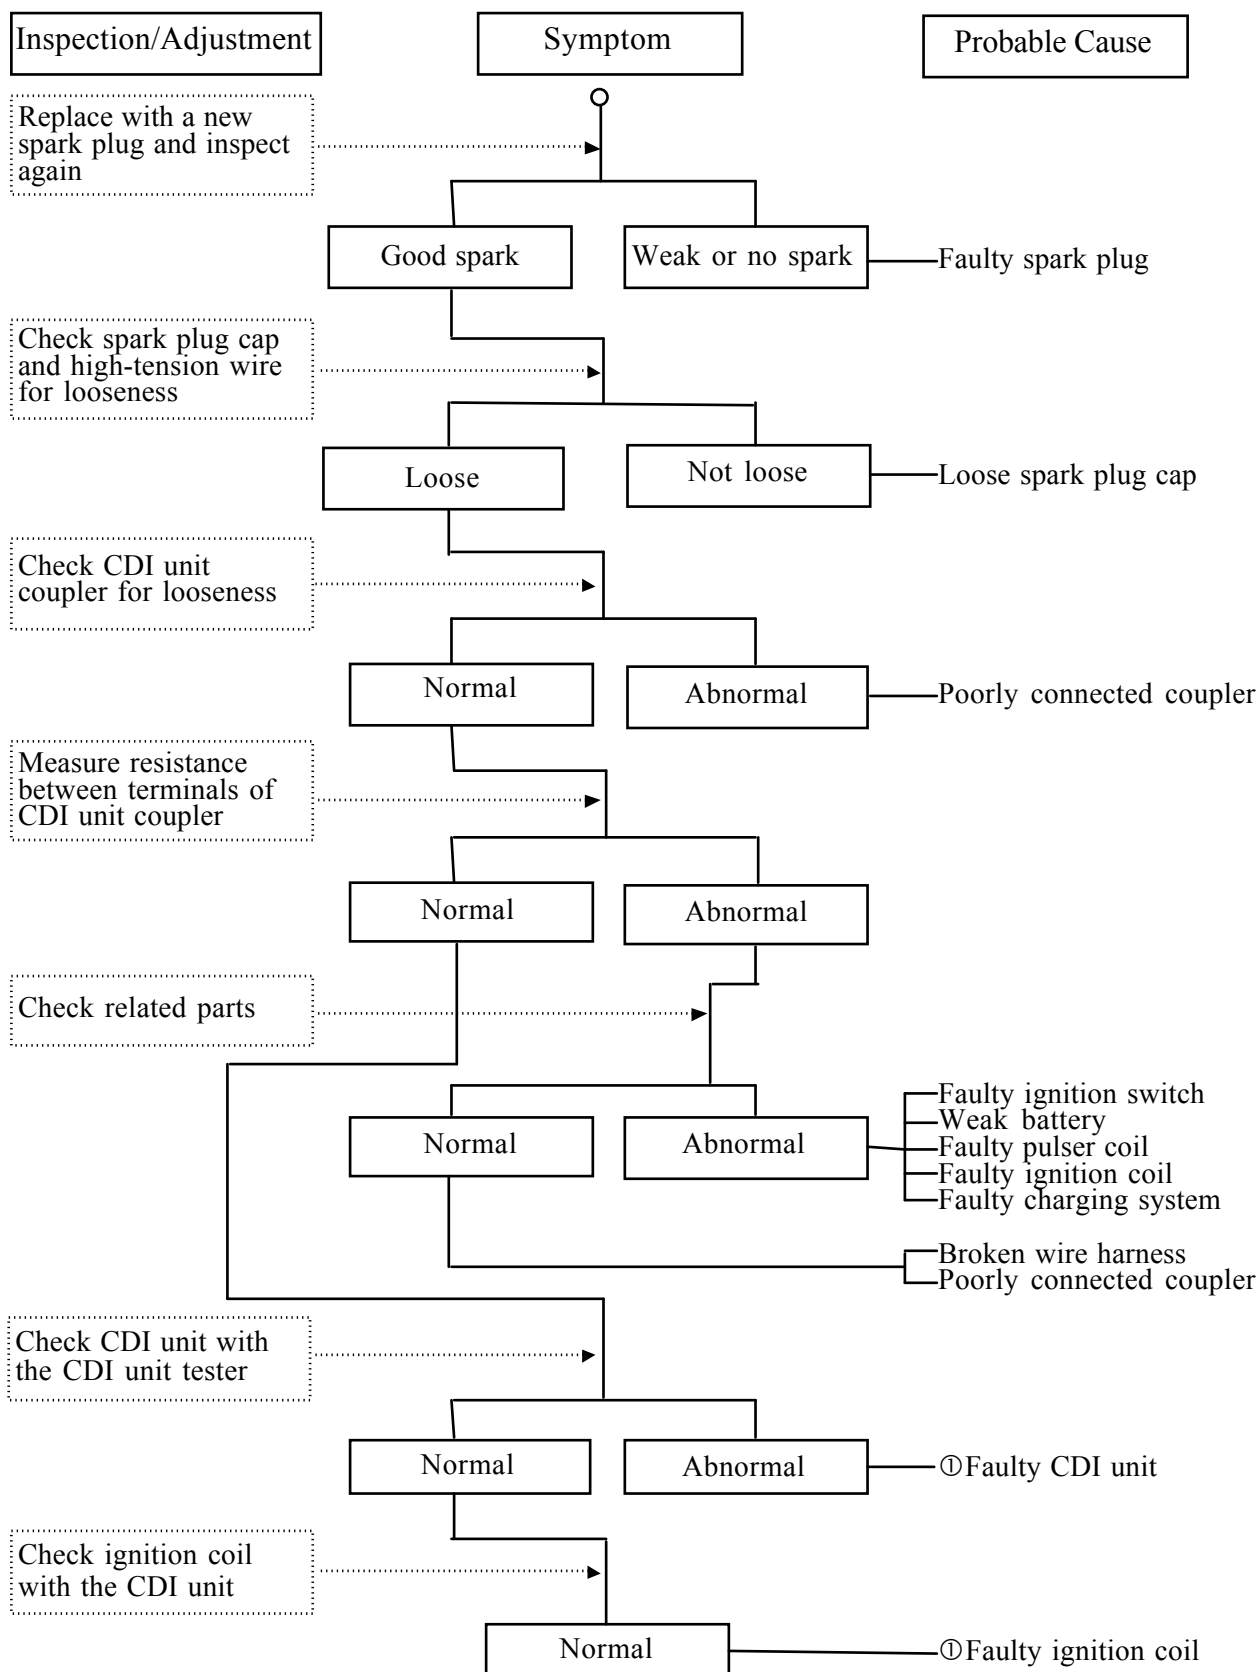 Inspection/Adjustment
Symptom
Probable Cause
Replace with a new
spark plug and inspect
again
Good spark
Weak or no spark
Faulty spark plug
Check spark plug cap
and high-tension wire
for looseness
Loose
Not loose
Loose spark plug cap
Check CDI unit
coupler for looseness
Normal
Abnormal
Poorly connected coupler
Measure resistance
between terminals of
CDI unit coupler
Normal
Abnormal
Check related parts
Normal
Abnormal
Faulty ignition switch
Weak battery
Faulty pulser coil
Faulty ignition coil
Faulty charging system
Broken wire harness
Poorly connected coupler
Check CDI unit with
the CDI unit tester
Normal
Abnormal
①Faulty CDI unit
Check ignition coil
with the CDI unit
Normal
①Faulty ignition coil